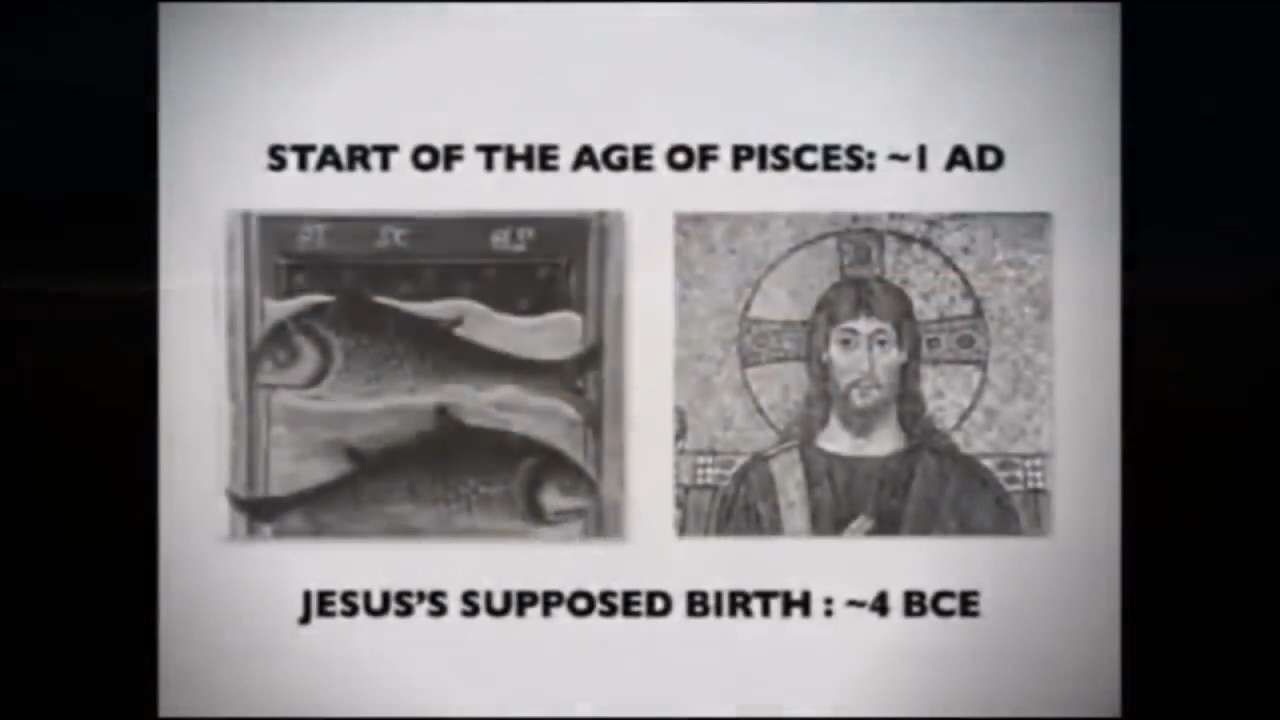 START OF THE AGE OF PISCES: ~1 AD
JESUS'S SUPPOSED BIRTH : ~4 BCE